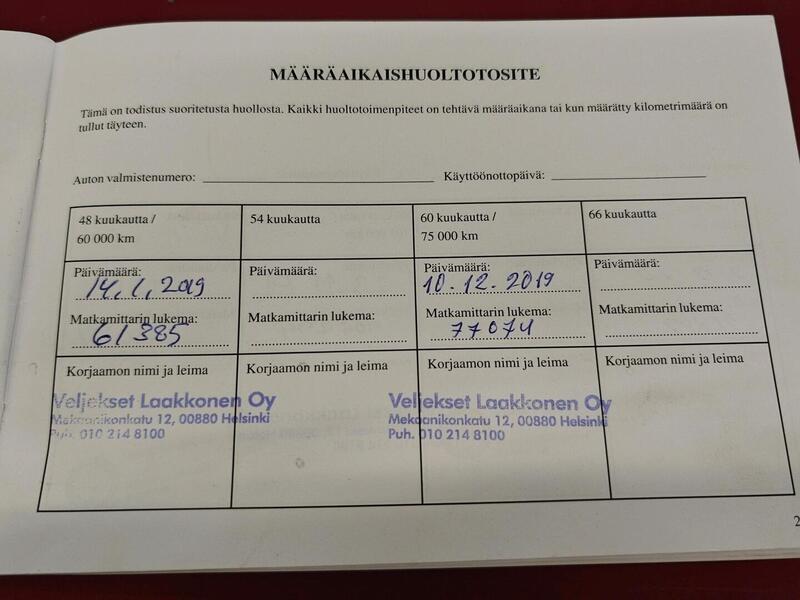 MÄÄRÄAIKAISHUOLTOTOSITE
Tämä on todistus suoritetusta huollosta. Kaikki huoltotoimenpiteet on tehtävä määräaikana tai kun määrätty kilometrimäärä on
tullut täyteen.
Auton valmistenumero:
Käyttöönottopäivä:
48 kuukautta /
60 000 km
54 kuukautta
60 kuukautta /
75 000 km
66 kuukautta
Päivämäärä:
14.1.2019
Päivämäärä:
Päivämäärä:
10.12.2019
Päivämäärä:
Matkamittarin lukema:
61385
Matkamittarin lukema:
Matkamittarin lukema:
77074
Matkamittarin lukema:
Korjaamon nimi ja leima
Korjaamon nimi ja leima
Korjaamon nimi ja leima
Korjaamon nimi ja leima
Veljekset Laakkonen Oy
Mekaanikonkatu 12, 00880 Helsinki
Puh. 010 214 8100
Veljekset Laakkonen Oy
Mekaanikonkatu 12, 00880 Helsinki
Puh. 010 214 8100
2